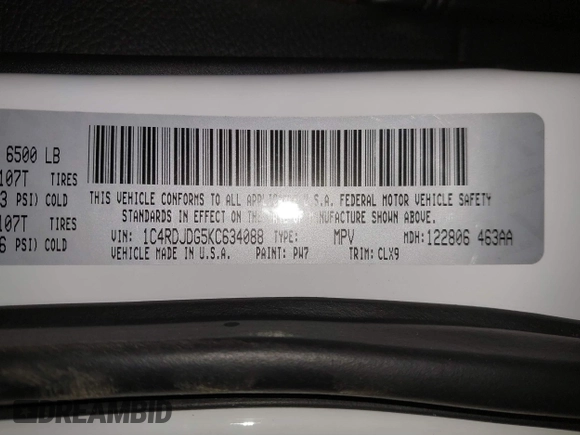 6500 LB
107T TIRES
3 PSI) COLD
107T TIRES
6 PSI) COLD
THIS VEHICLE CONFORMS TO ALL U.S.A. FEDERAL MOTOR VEHICLE SAFETY
STANDARDS IN EFFECT ON THE SHOWN ABOVE.
VIN: 1C4RDJDG5KC634088 TYPE: MPV MDH: 122806 463AA
VEHICLE MADE IN U.S.A. PAINT: PW7 TRIM: CLX9
DREAMBID